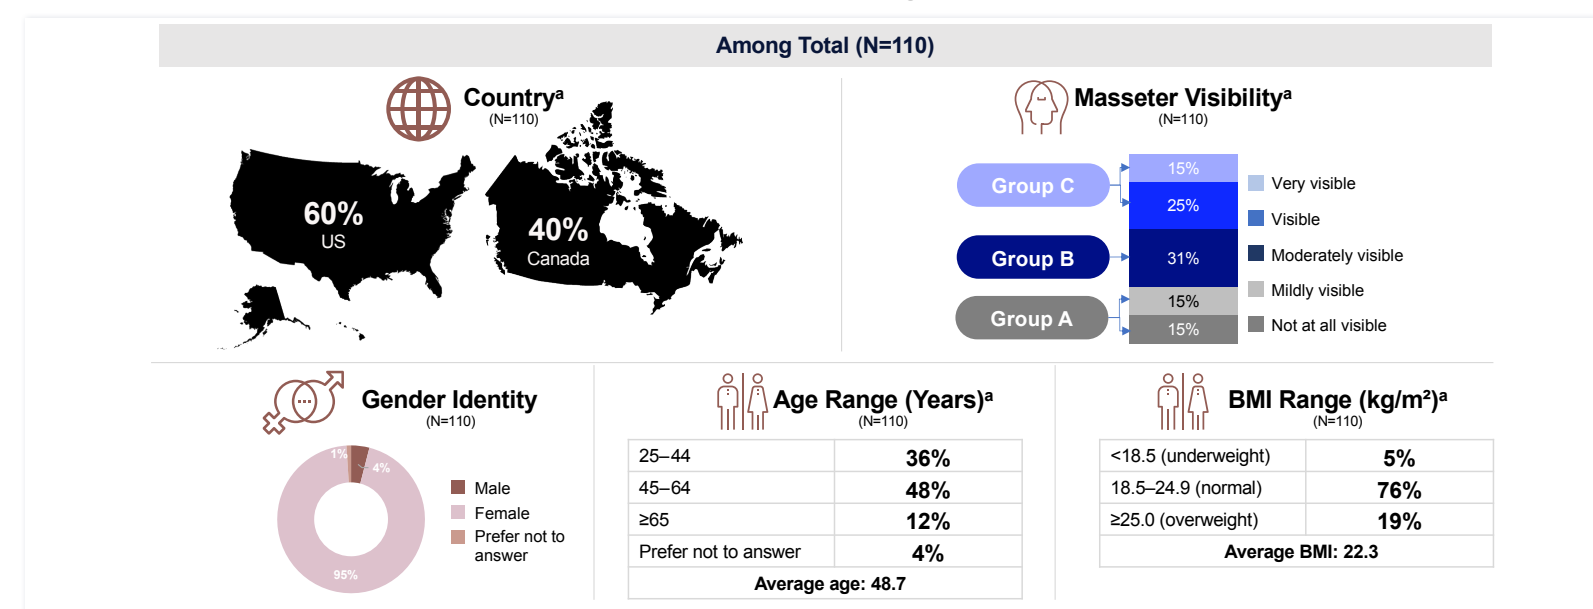 Among Total (N=110)
Countryᵃ
(N=110)
60%
US
40%
Canada
Masseter Visibilityᵃ
(N=110)
Group C
Group B
Group A
15%
25%
31%
15%
15%
Very visible
Visible
Moderately visible
Mildly visible
Not at all visible
Gender Identity
(N=110)
1%
4%
95%
Male
Female
Prefer not to
answer
Age Range (Years)ᵃ
(N=110)
25–44 36%
45–64 48%
≥65 12%
Prefer not to answer 4%
Average age: 48.7
BMI Range (kg/m²)ᵃ
(N=110)
<18.5 (underweight) 5%
18.5–24.9 (normal) 76%
≥25.0 (overweight) 19%
Average BMI: 22.3